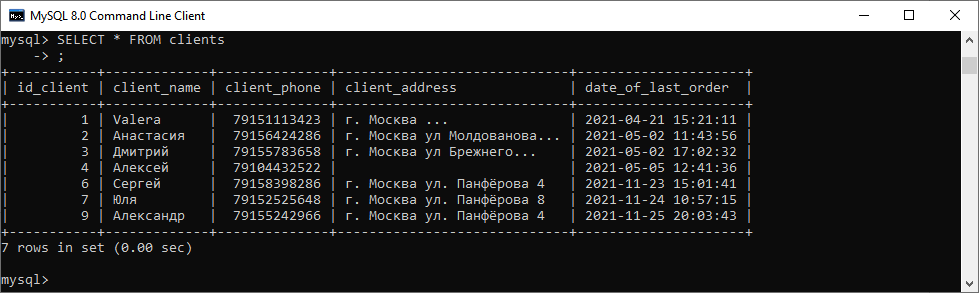 MySQL 8.0 Command Line Client
mysql> SELECT * FROM clients
    -> ;
+-----------+-------------+--------------+-----------------------------+---------------------+
| id_client | client_name | client_phone | client_address              | date_of_last_order  |
+-----------+-------------+--------------+-----------------------------+---------------------+
|         1 | Valera      |  79151113423 | г. Москва ...               | 2021-04-21 15:21:11 |
|         2 | Анастасия   |  79156424286 | г. Москва ул Молдованова... | 2021-05-02 11:43:56 |
|         3 | Дмитрий     |  79155783658 | г. Москва ул Брежнего...    | 2021-05-02 17:02:32 |
|         4 | Алексей     |  79104432522 |                             | 2021-05-05 12:41:36 |
|         6 | Сергей      |  79158398286 | г. Москва ул. Панфёрова 4   | 2021-11-23 15:01:41 |
|         7 | Юля         |  79152525648 | г. Москва ул. Панфёрова 8   | 2021-11-24 10:57:15 |
|         9 | Александр   |  79155242966 | г. Москва ул. Панфёрова 4   | 2021-11-25 20:03:43 |
+-----------+-------------+--------------+-----------------------------+---------------------+
7 rows in set (0.00 sec)
mysql>